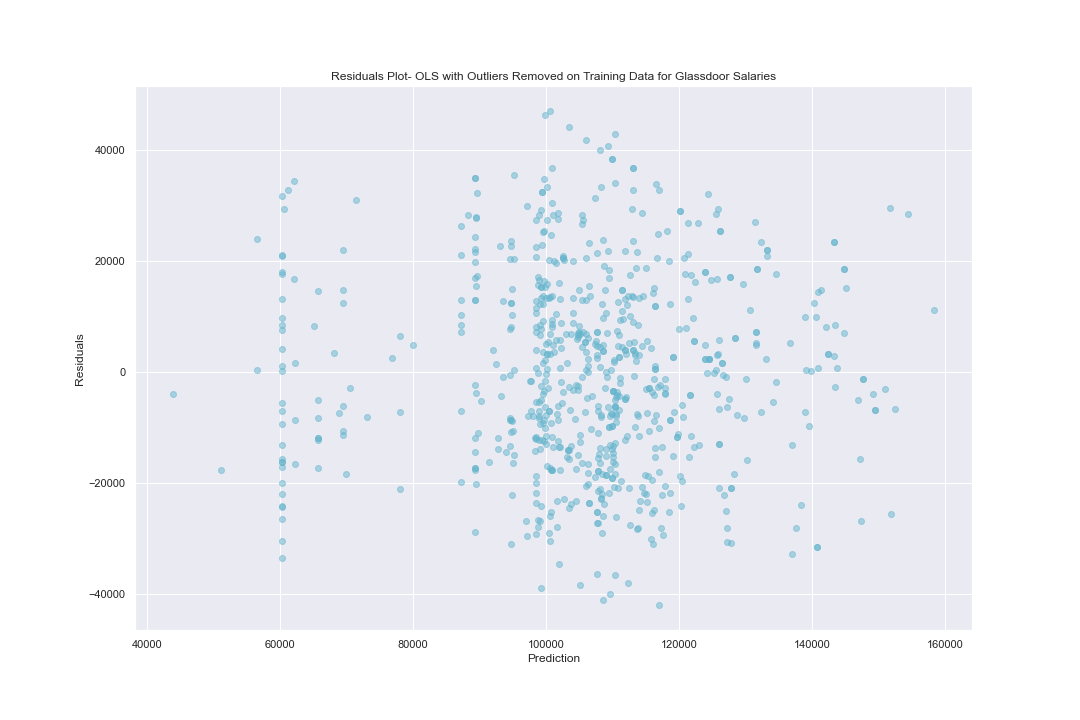 Residuals Plot- OLS with Outliers Removed on Training Data for Glassdoor Salaries
40000
20000
0
−20000
−40000
Residuals
40000 60000 80000 100000 120000 140000 160000
Prediction